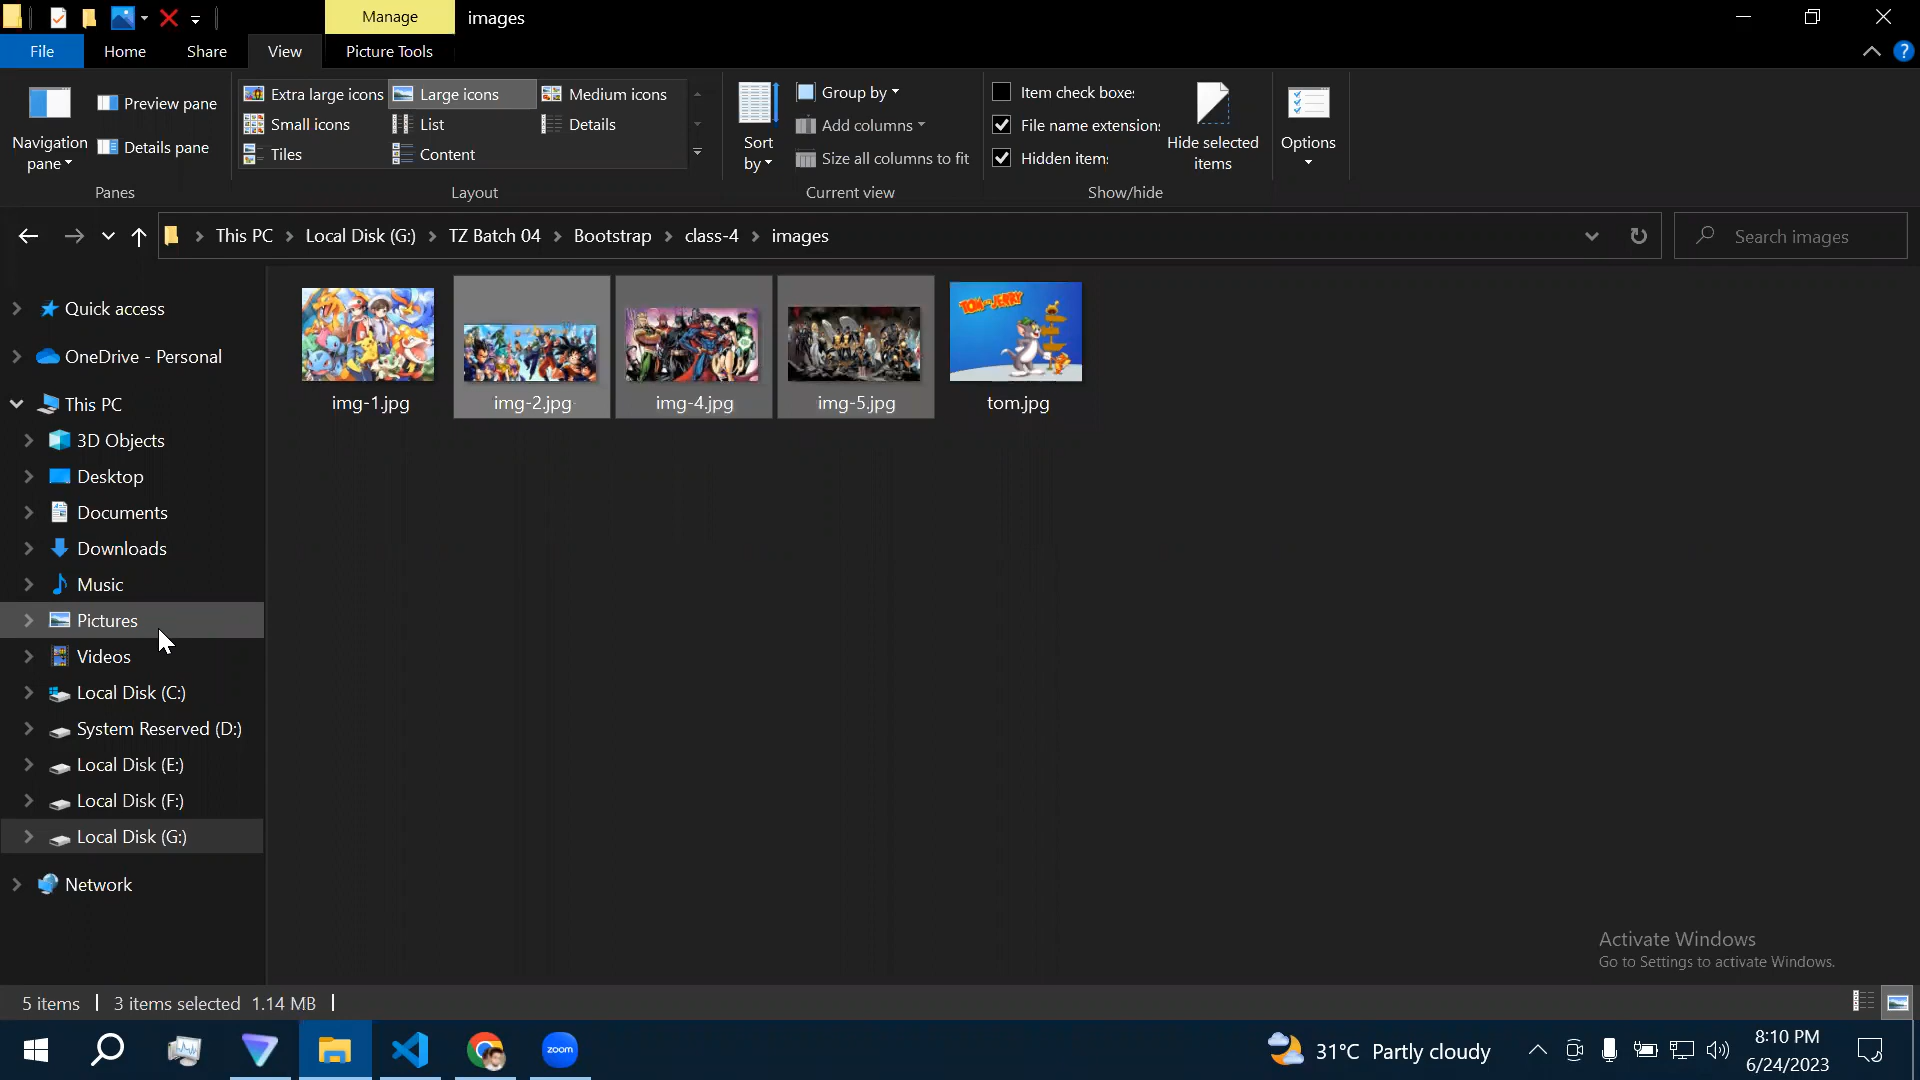 Manage
images
File
Home
Share
View
Picture Tools
Navigation pane
Preview pane
Details pane
Panes
Extra large icons
Large icons
Medium icons
Small icons
List
Details
Tiles
Content
Layout
Sort by
Group by
Add columns
Size all columns to fit
Current view
Item check boxes
File name extensions
Hidden items
Hide selected items
Show/hide
Options
This PC
Local Disk (G:)
TZ Batch 04
Bootstrap
class-4
images
Search images
Quick access
OneDrive - Personal
This PC
3D Objects
Desktop
Documents
Downloads
Music
Pictures
Videos
Local Disk (C:)
System Reserved (D:)
Local Disk (E:)
Local Disk (F:)
Local Disk (G:)
Network
TOM and JERRY
img-1.jpg
img-2.jpg
img-4.jpg
img-5.jpg
tom.jpg
Activate Windows
Go to Settings to activate Windows.
5 items
3 items selected 1.14 MB
zoom
31°C Partly cloudy
8:10 PM
6/24/2023